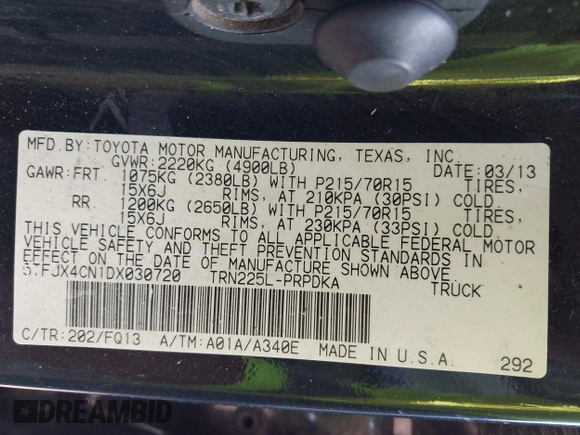 MFD.BY:TOYOTA MOTOR MANUFACTURING, TEXAS, INC.
GVWR:2220KG (4900LB) DATE:03/13
GAWR:FRT. 1075KG (2380LB) WITH P215/70R15 TIRES,
15X6J RIMS, AT 210KPA (30PSI) COLD.
RR. 1200KG (2650LB) WITH P215/70R15 TIRES,
15X6J RIMS, AT 230KPA (33PSI) COLD.
THIS VEHICLE CONFORMS TO ALL APPLICABLE FEDERAL MOTOR
VEHICLE SAFETY AND THEFT PREVENTION STANDARDS IN
EFFECT ON THE DATE OF MANUFACTURE SHOWN ABOVE.
5TFJX4CN1DX030720 TRN225L-PRPDKA TRUCK
C/TR:202/FQ13 A/TM:A01A/A340E MADE IN U.S.A.
292
DREAMBID